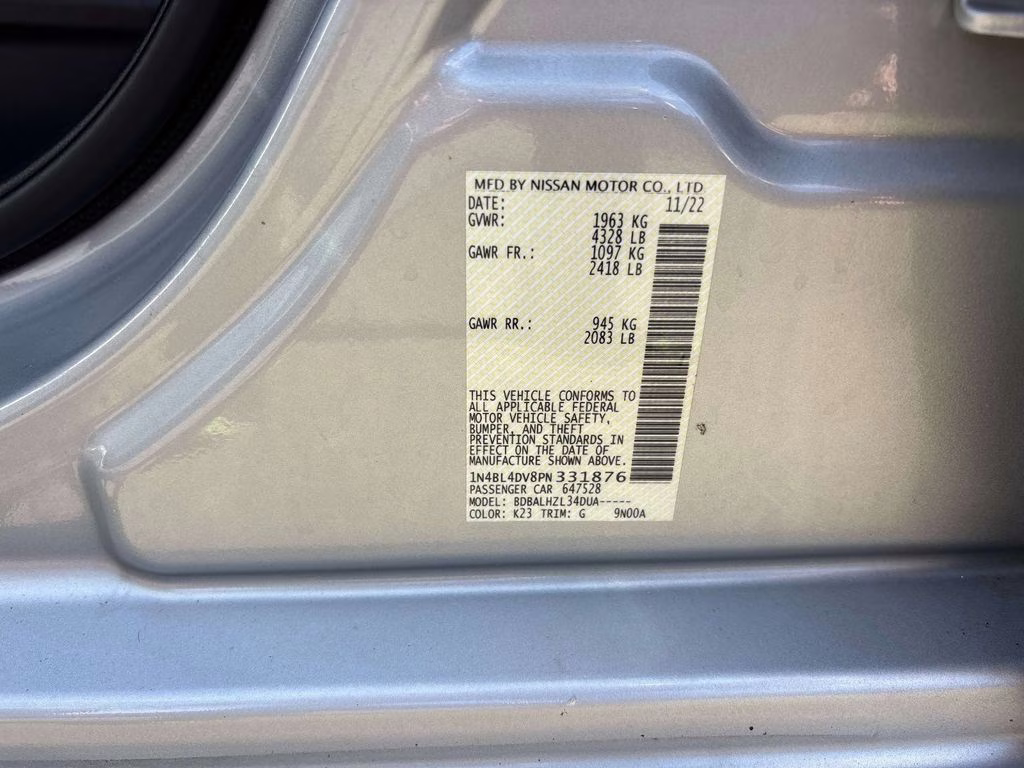 MFD BY NISSAN MOTOR CO., LTD
DATE: 11/22
GVWR: 1963 KG
4328 LB
GAWR FR.: 1097 KG
2418 LB
GAWR RR.: 945 KG
2083 LB
THIS VEHICLE CONFORMS TO
ALL APPLICABLE FEDERAL
MOTOR VEHICLE SAFETY,
BUMPER, AND THEFT
PREVENTION STANDARDS IN
EFFECT ON THE DATE OF
MANUFACTURE SHOWN ABOVE.
1N4BL4DV8PN331876
PASSENGER CAR 647528
MODEL: BDBALHZL34DUA-----
COLOR: K23 TRIM: G 9N00A